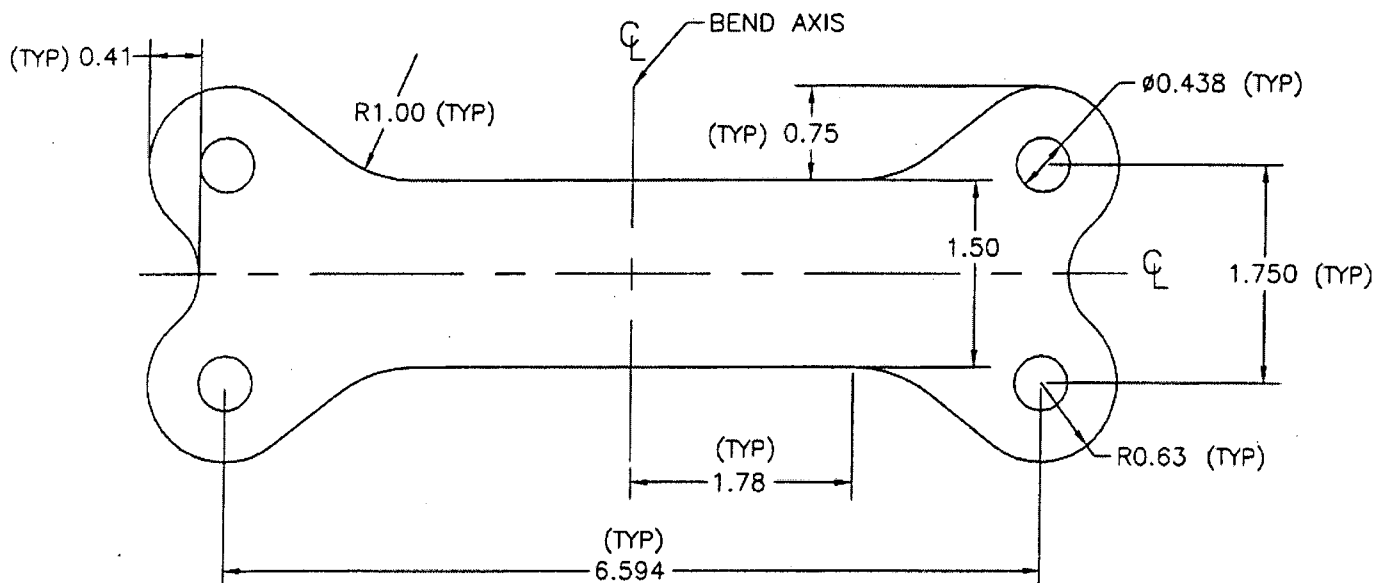 ℄ BEND AXIS
(TYP) 0.41
Ø0.438 (TYP)
R1.00 (TYP)
(TYP) 0.75
1.50
℄
1.750 (TYP)
(TYP)
1.78
R0.63 (TYP)
(TYP)
6.594